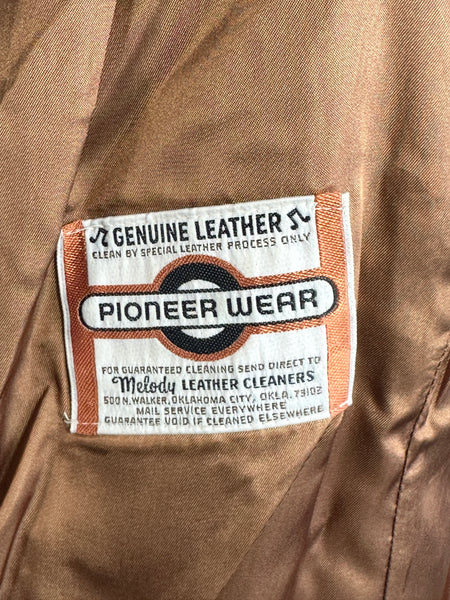 GENUINE LEATHER
CLEAN BY SPECIAL LEATHER PROCESS ONLY
PIONEER WEAR
FOR GUARANTEED CLEANING SEND DIRECT TO
Melody LEATHER CLEANERS
500 N. WALKER, OKLAHOMA CITY, OKLA. 73102
MAIL SERVICE EVERYWHERE
GUARANTEE VOID IF CLEANED ELSEWHERE